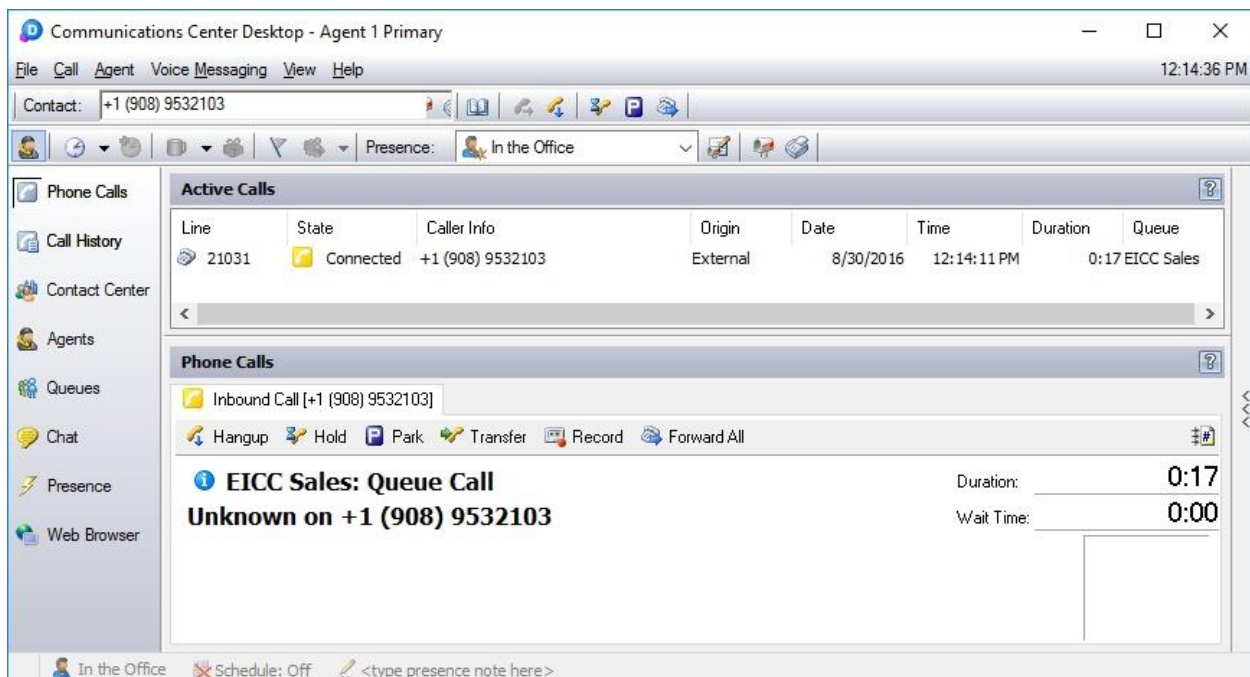 Communications Center Desktop - Agent 1 Primary
File Call Agent Voice Messaging View Help 12:14:36 PM
Contact: +1 (908) 9532103
Presence: In the Office
Phone Calls
Call History
Contact Center
Agents
Queues
Chat
Presence
Web Browser
Active Calls
Line State Caller Info Origin Date Time Duration Queue
21031 Connected +1 (908) 9532103 External 8/30/2016 12:14:11 PM 0:17 EICC Sales
Phone Calls
Inbound Call [+1 (908) 9532103]
Hangup Hold P Park Transfer Record Forward All
EICC Sales: Queue Call
Unknown on +1 (908) 9532103
Duration: 0:17
Wait Time: 0:00
In the Office Schedule: Off <type presence note here>